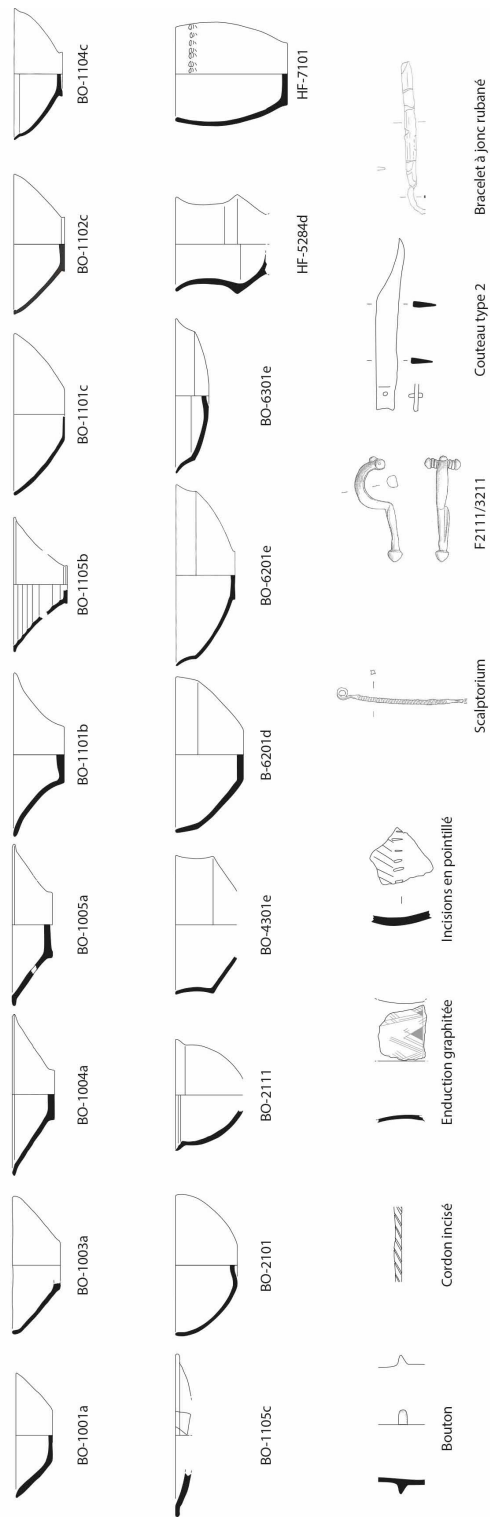 BO-1001a
BO-1003a
BO-1004a
BO-1005a
BO-1101b
BO-1105b
BO-1101c
BO-1102c
BO-1104c
BO-1105c
BO-2101
BO-2111
BO-4301e
B-6201d
BO-6201e
BO-6301e
HF-5284d
HF-7101
Bouton
Cordon incisé
Enduction graphitée
Incisions en pointillé
Scalptorium
F2111/3211
Couteau type 2
Bracelet à jonc rubané